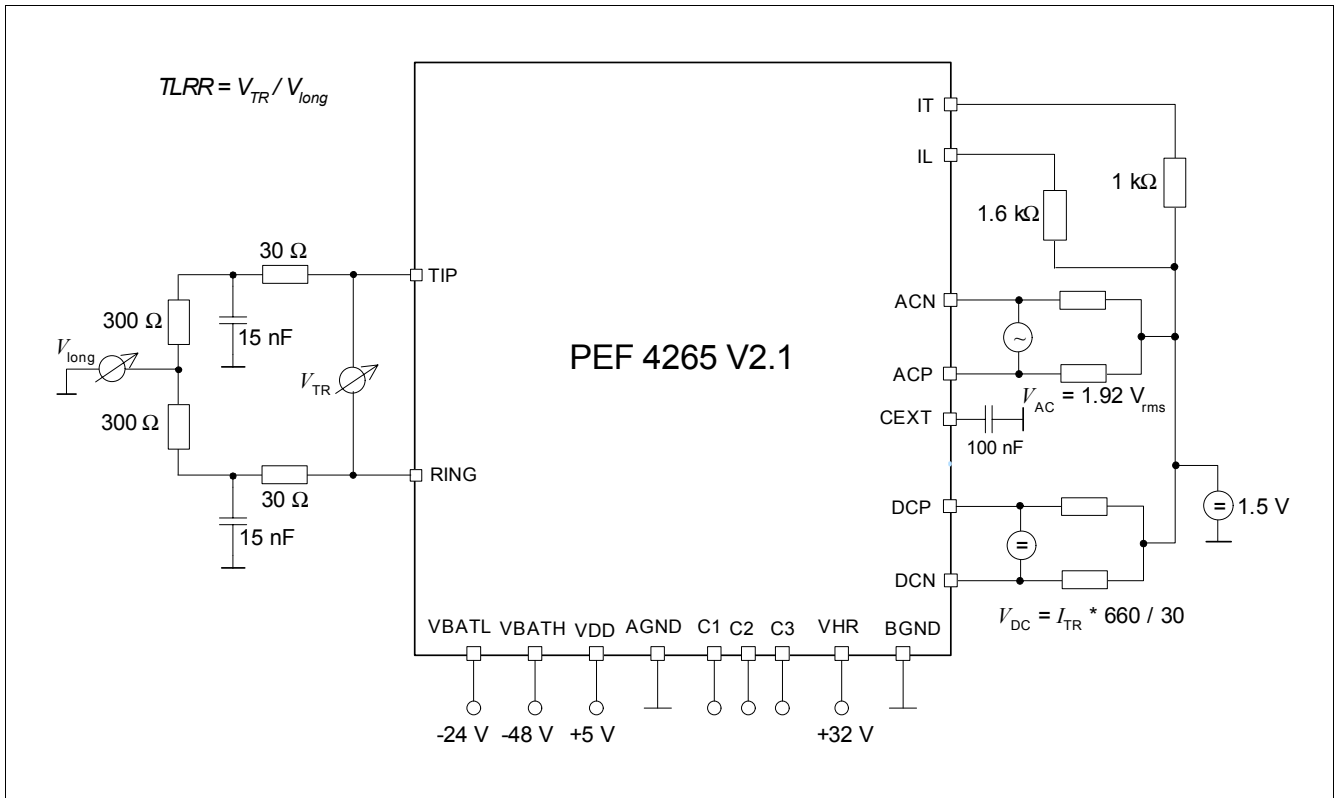 TLRR = V_TR / V_long
IT
IL
1 kΩ
1.6 kΩ
30 Ω
TIP
ACN
300 Ω
15 nF
V_long
V_TR
PEF 4265 V2.1
ACP
V_AC = 1.92 V_rms
300 Ω
CEXT
100 nF
RING
30 Ω
15 nF
DCP
= 1.5 V
=
DCN
V_DC = I_TR * 660 / 30
VBATL VBATH VDD AGND C1 C2 C3 VHR BGND
-24 V -48 V +5 V +32 V